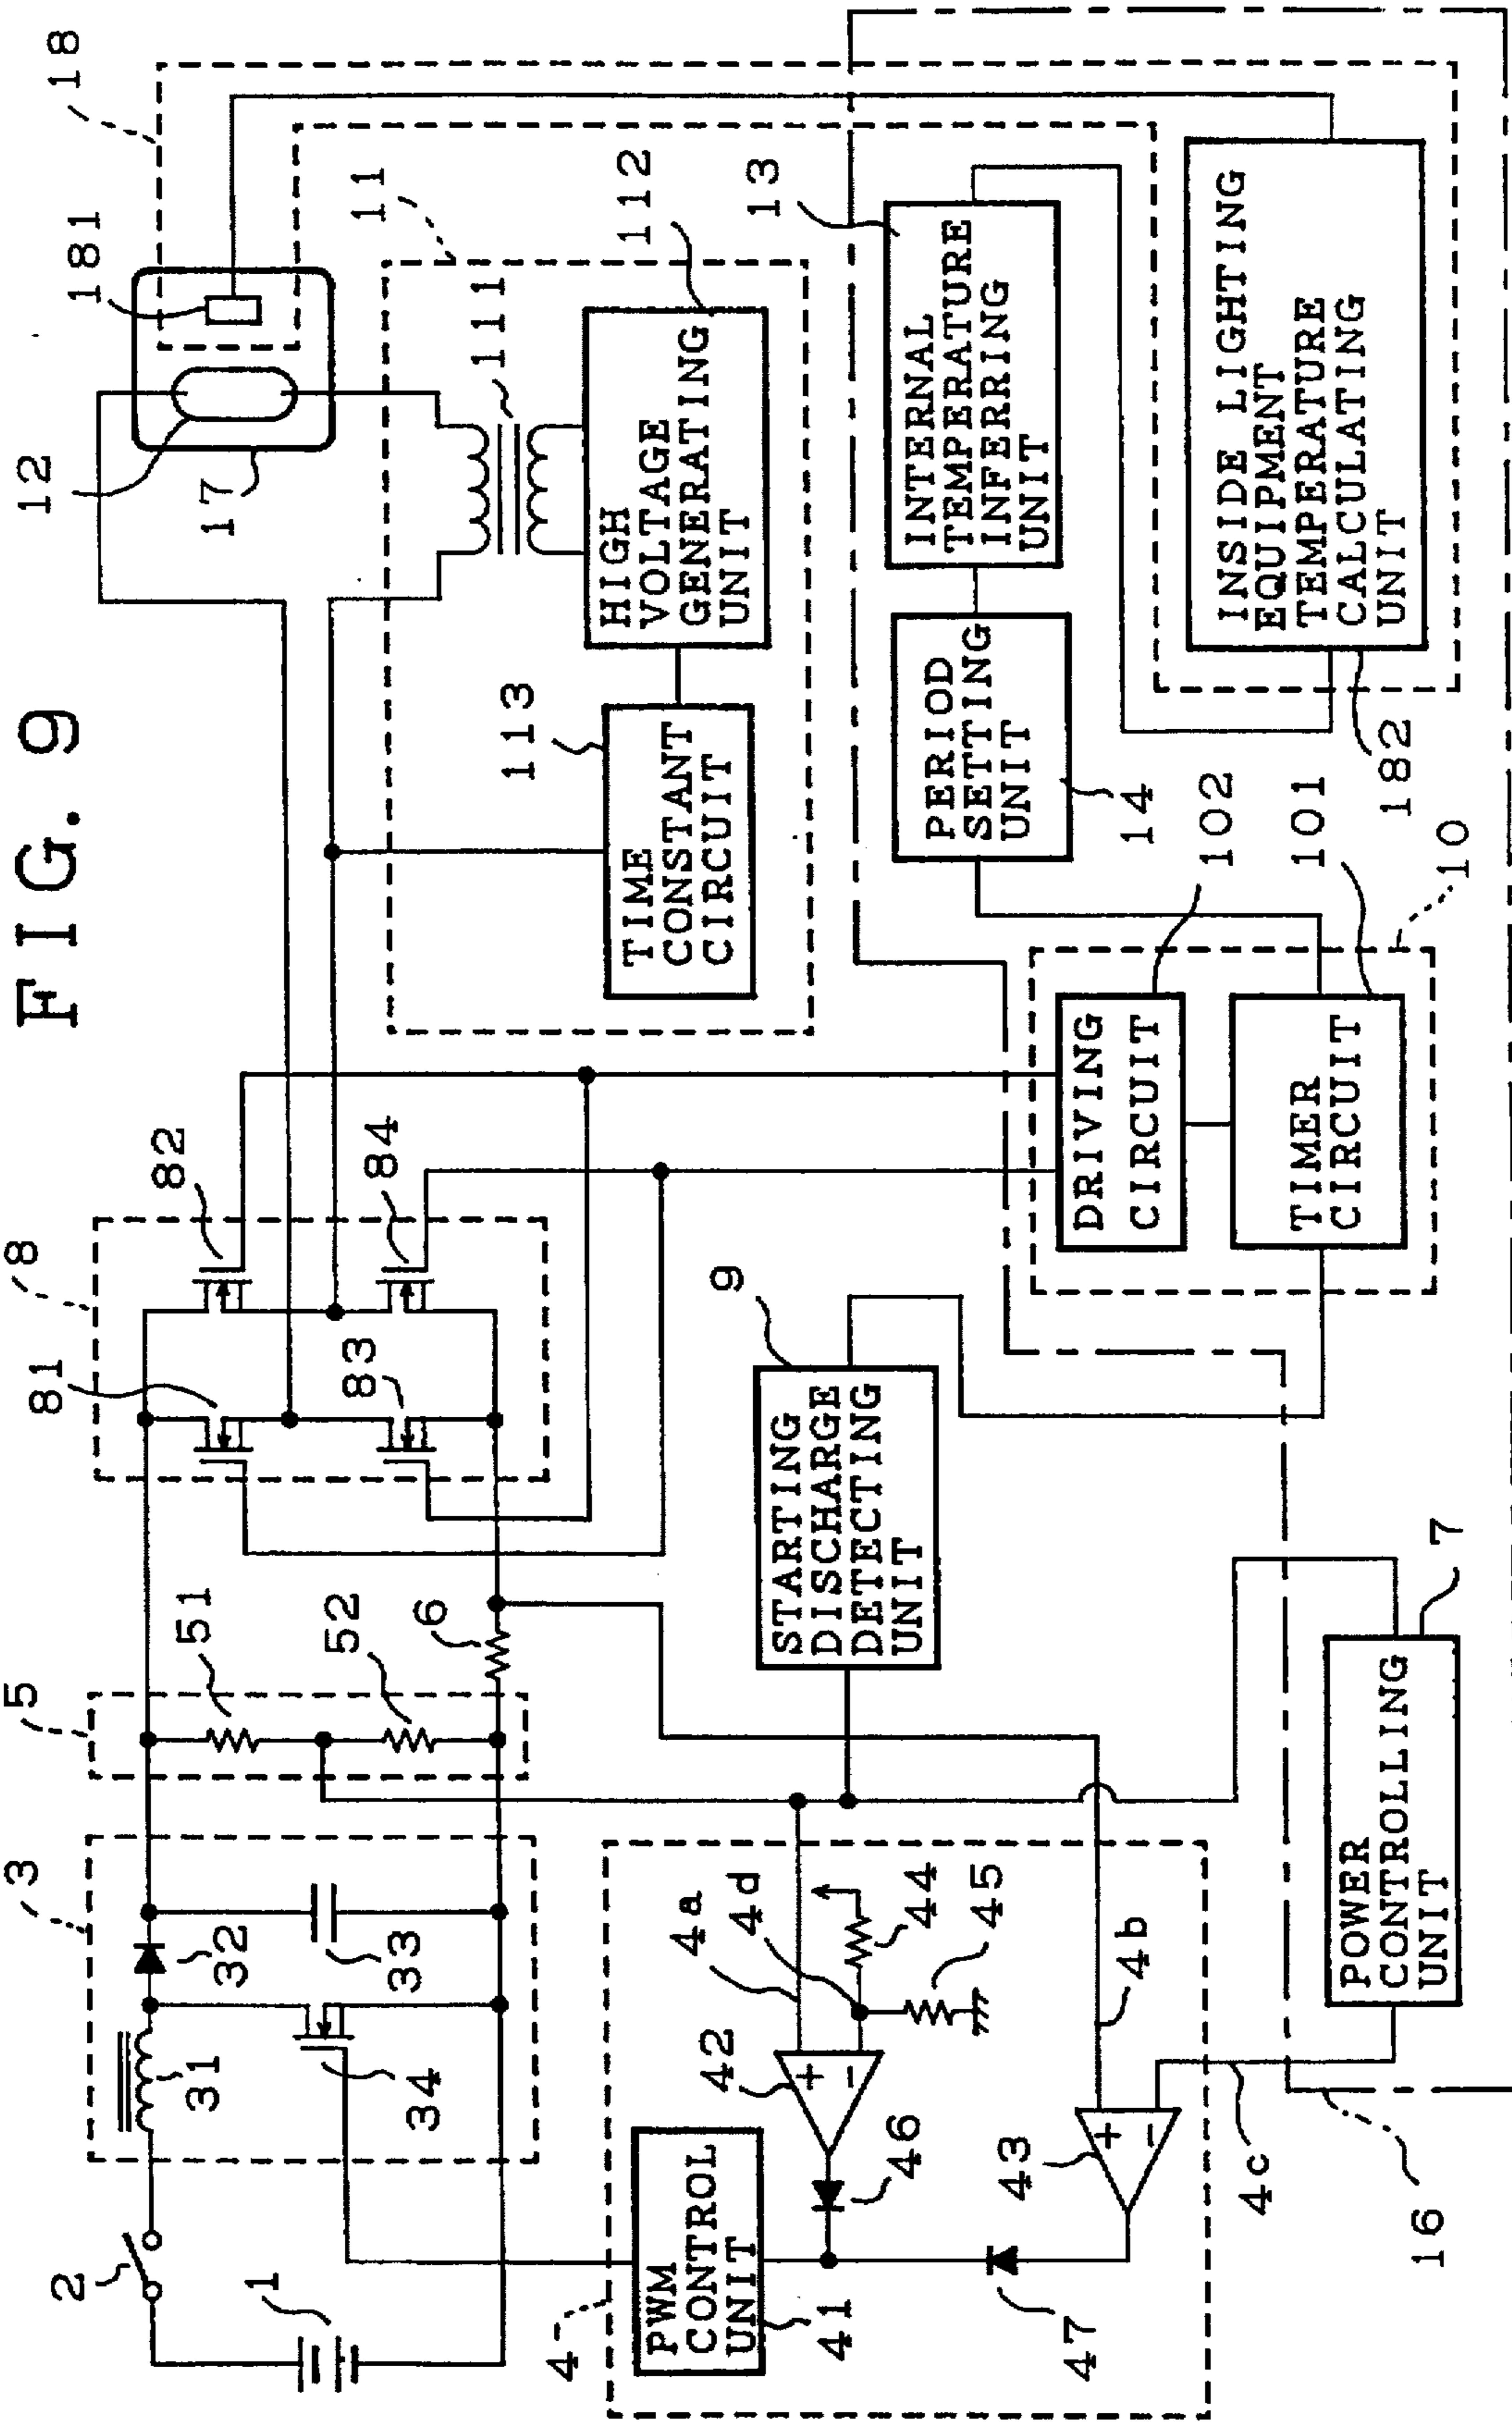 FIG. 9
18
181
12
17
11
111
112
113
HIGH
VOLTAGE
GENERATING
UNIT
TIME
CONSTANT
CIRCUIT
13
INTERNAL
TEMPERATURE
INFERRING
UNIT
PERIOD
SETTING
UNIT
14
INSIDE LIGHTING
EQUIPMENT
TEMPERATURE
CALCULATING
UNIT
182
102
101
10
DRIVING
CIRCUIT
TIMER
CIRCUIT
8
82
84
81
83
9
STARTING
DISCHARGE
DETECTING
UNIT
5
51
52
6
7
POWER
CONTROLLING
UNIT
3
32
33
31
34
2
1
4
4a
4d
44
45
4b
42
46
43
4c
47
41
PWM
CONTROL
UNIT
16
+
−
+
−